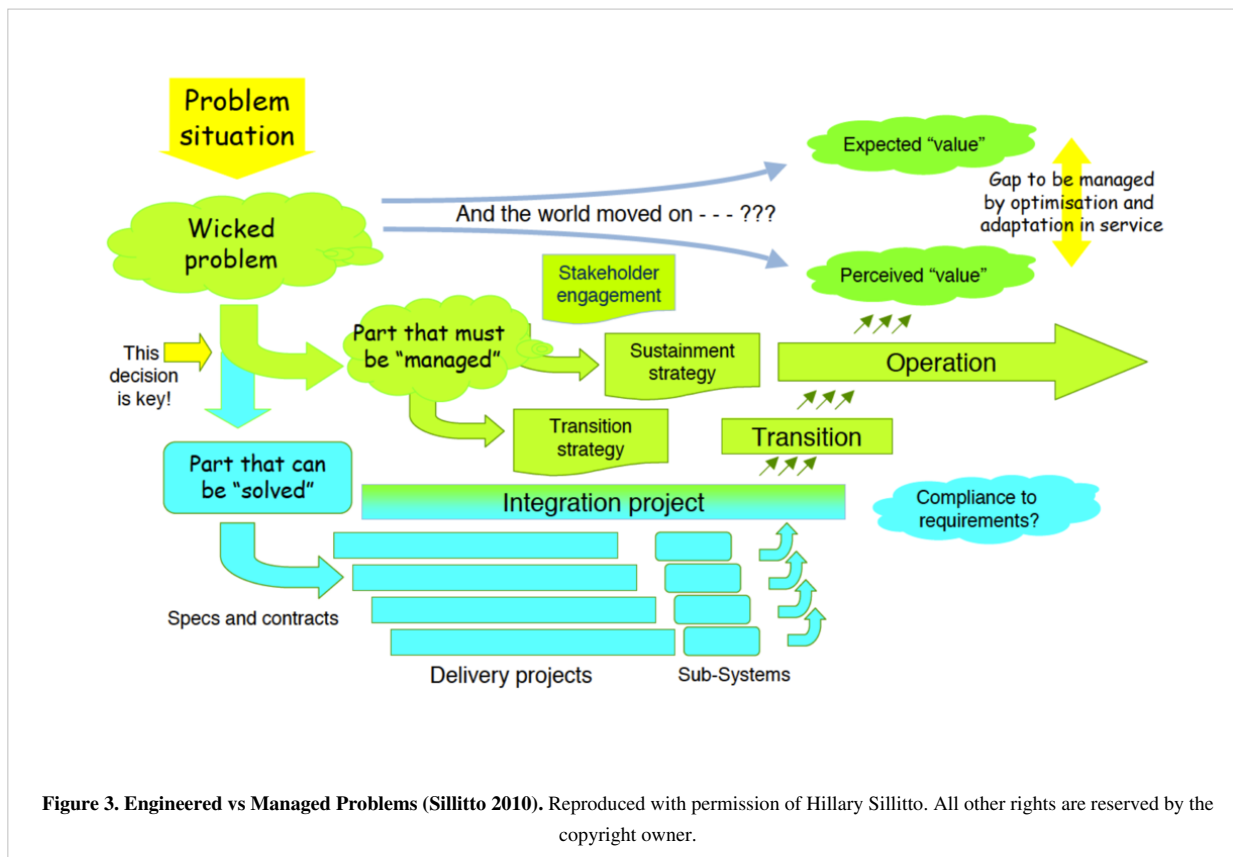 Problem
situation
Wicked
problem
And the world moved on - - - ???
Expected “value”
Gap to be managed
by optimisation and
adaptation in service
Perceived “value”
Stakeholder
engagement
This
decision
is key!
Part that must
be “managed”
Sustainment
strategy
Operation
Transition
strategy
Transition
Part that can
be “solved”
Integration project
Compliance to
requirements?
Specs and contracts
Delivery projects
Sub-Systems
Figure 3. Engineered vs Managed Problems (Sillitto 2010). Reproduced with permission of Hillary Sillitto. All other rights are reserved by the
copyright owner.